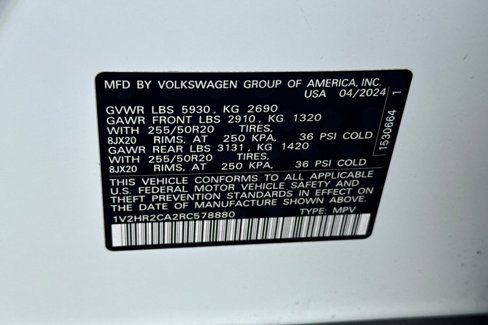 MFD BY VOLKSWAGEN GROUP OF AMERICA, INC.
USA 04/2024
GVWR LBS 5930, KG 2690
GAWR FRONT LBS 2910, KG 1320
WITH 255/50R20 TIRES,
8JX20 RIMS, AT 250 KPA, 36 PSI COLD
GAWR REAR LBS 3131, KG 1420
WITH 255/50R20 TIRES,
8JX20 RIMS, AT 250 KPA, 36 PSI COLD
THIS VEHICLE CONFORMS TO ALL APPLICABLE
U.S. FEDERAL MOTOR VEHICLE SAFETY AND
THEFT PREVENTION STANDARDS IN EFFECT ON
THE DATE OF MANUFACTURE SHOWN ABOVE.
1V2HR2CA2RC578880 TYPE: MPV
1530664 1